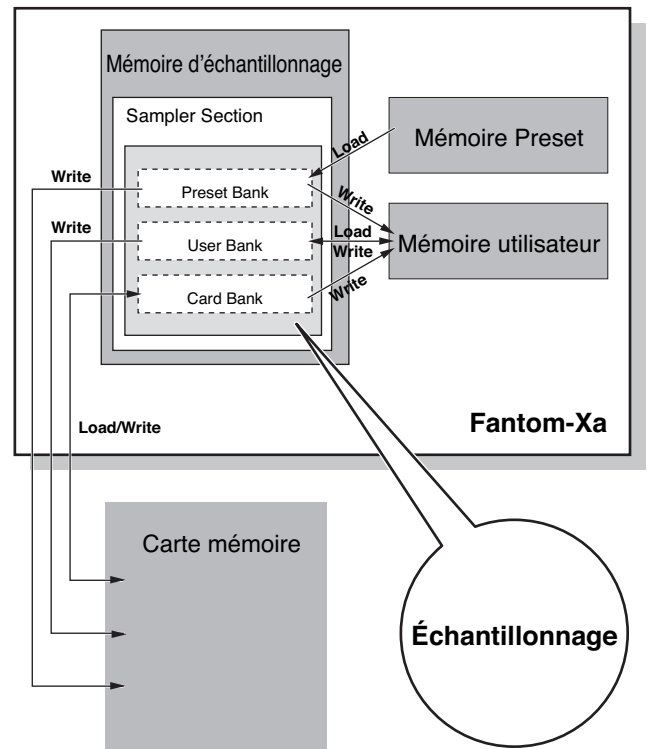 Mémoire d'échantillonnage
Sampler Section
Mémoire Preset
Load
Write
Preset Bank
Write
Write
User Bank
Load
Write
Mémoire utilisateur
Card Bank
Write
Load/Write
Fantom-Xa
Carte mémoire
Échantillonnage